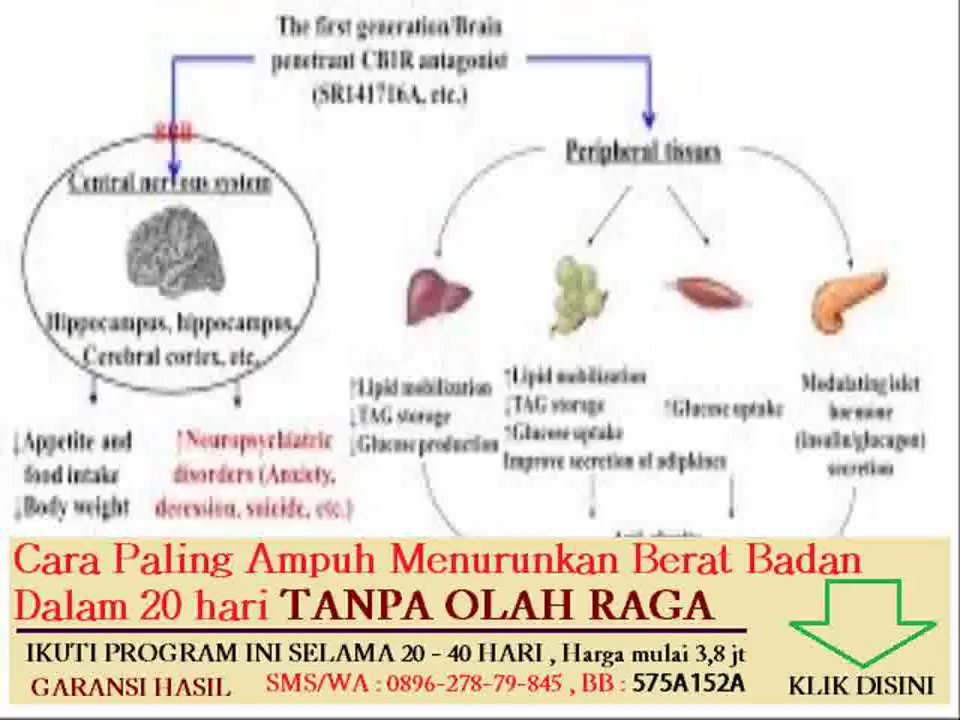 The first generation/Brain
penetrant CB1R antagonist
(SR141716A, etc.)
BBB
Peripheral tissues
Central nervous system
Hippocampus, hippocampus,
Cerebral cortex, etc.
↓Appetite and
food intake
↓Body weight
↑Neuropsychiatric
disorders (Anxiety,
deression, suicide, etc.)
↑Lipid mobilization
↓TAG storage
↓Glucose production
↑Lipid mobilization
↓TAG storage
↑Glucose uptake
Improve secretion of adipkines
↑Glucose uptake
Modulating islet
hormone
(insulin/glucagon)
secretion
Cara Paling Ampuh Menurunkan Berat Badan
Dalam 20 hari TANPA OLAH RAGA
IKUTI PROGRAM INI SELAMA 20 - 40 HARI , Harga mulai 3,8 jt
GARANSI HASIL SMS/WA : 0896-278-79-845 , BB : 575A152A
KLIK DISINI